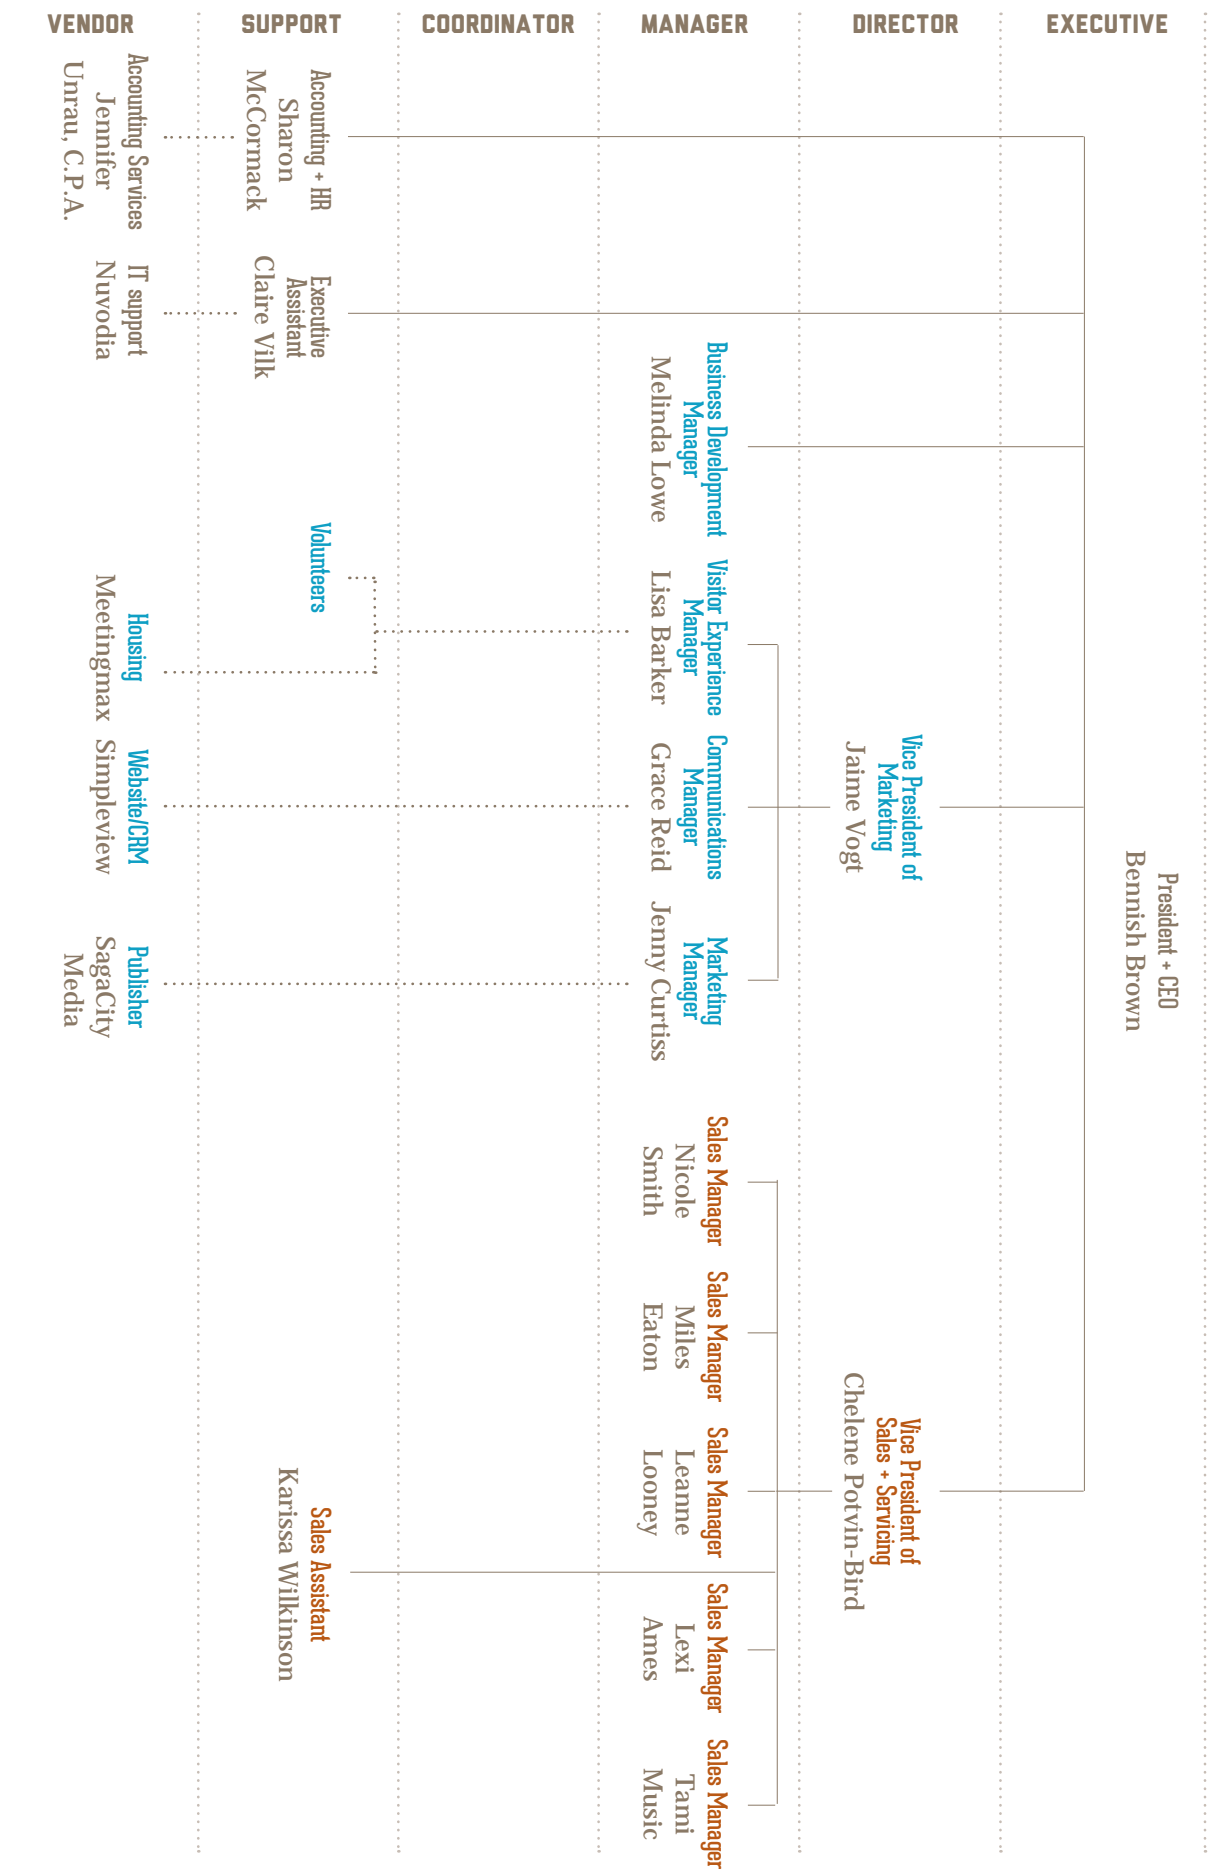 VENDOR
SUPPORT
COORDINATOR
MANAGER
DIRECTOR
EXECUTIVE
President + CEO
Bennish Brown
Vice President of
Marketing
Jaime Vogt
Vice President of
Sales + Servicing
Chelene Potvin-Bird
Business Development
Manager
Melinda Lowe
Visitor Experience
Manager
Lisa Barker
Communications
Manager
Grace Reid
Marketing
Manager
Jenny Curtiss
Sales Manager
Nicole
Smith
Sales Manager
Miles
Eaton
Sales Manager
Leanne
Looney
Sales Manager
Lexi
Ames
Sales Manager
Tami
Music
Accounting + HR
Sharon
McCormack
Executive
Assistant
Claire Vilk
Volunteers
Sales Assistant
Karissa Wilkinson
Accounting Services
Jennifer
Unrau, C.P.A.
IT support
Nuvodia
Housing
Meetingmax
Website/CRM
Simpleview
Publisher
SagaCity
Media